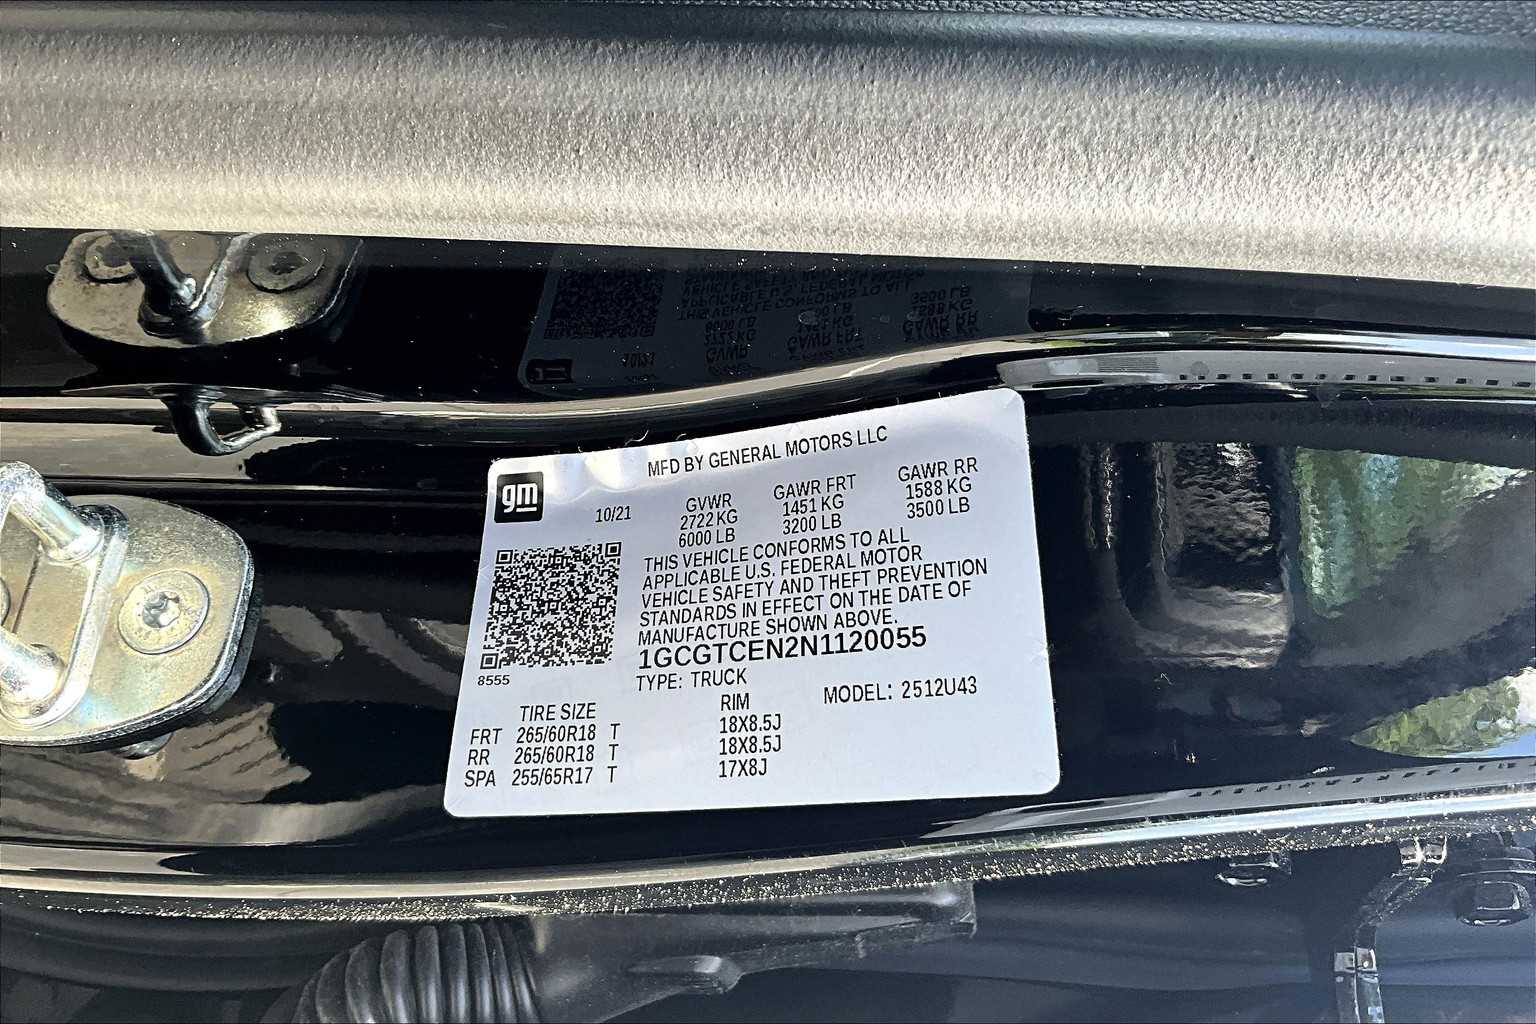 gm
MFD BY GENERAL MOTORS LLC
10/21
GVWR
2722 KG
6000 LB
GAWR FRT
1451 KG
3200 LB
GAWR RR
1588 KG
3500 LB
THIS VEHICLE CONFORMS TO ALL
APPLICABLE U.S. FEDERAL MOTOR
VEHICLE SAFETY AND THEFT PREVENTION
STANDARDS IN EFFECT ON THE DATE OF
MANUFACTURE SHOWN ABOVE.
1GCGTCEN2N1120055
8555
TYPE: TRUCK
MODEL: 2512U43
TIRE SIZE RIM
FRT 265/60R18 T 18X8.5J
RR 265/60R18 T 18X8.5J
SPA 255/65R17 T 17X8J